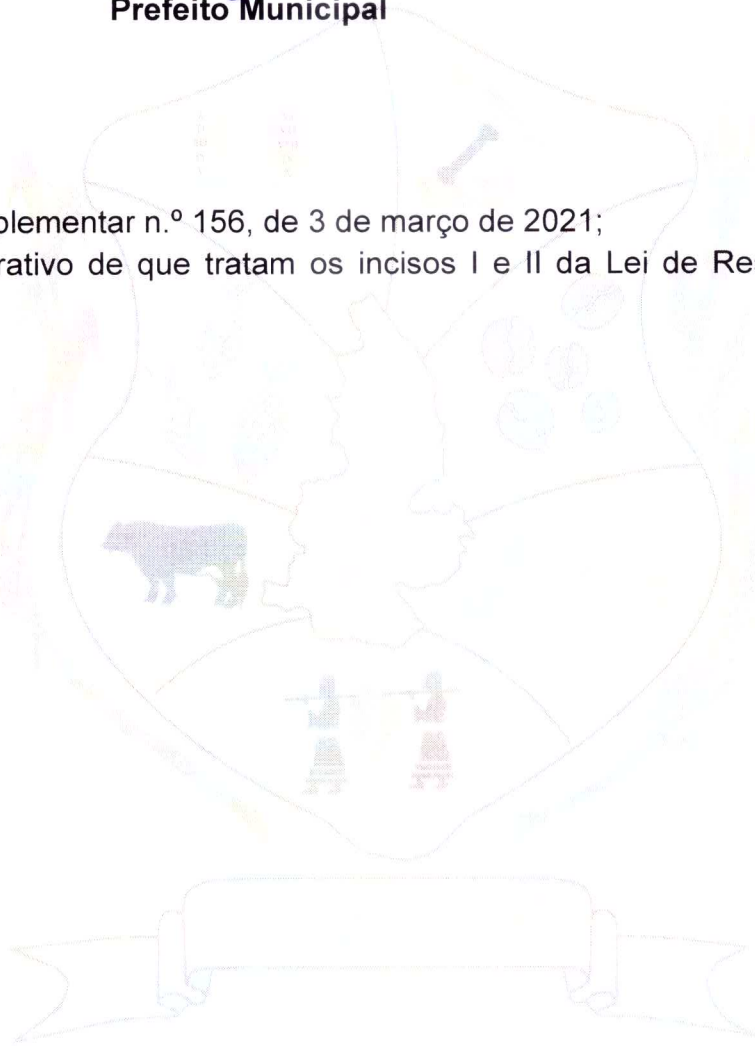 Prefeito Municipal
plementar n.º 156, de 3 de março de 2021;
rativo de que tratam os incisos I e II da Lei de Re